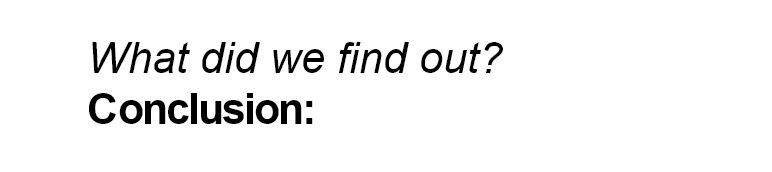 What did we find out?
Conclusion: